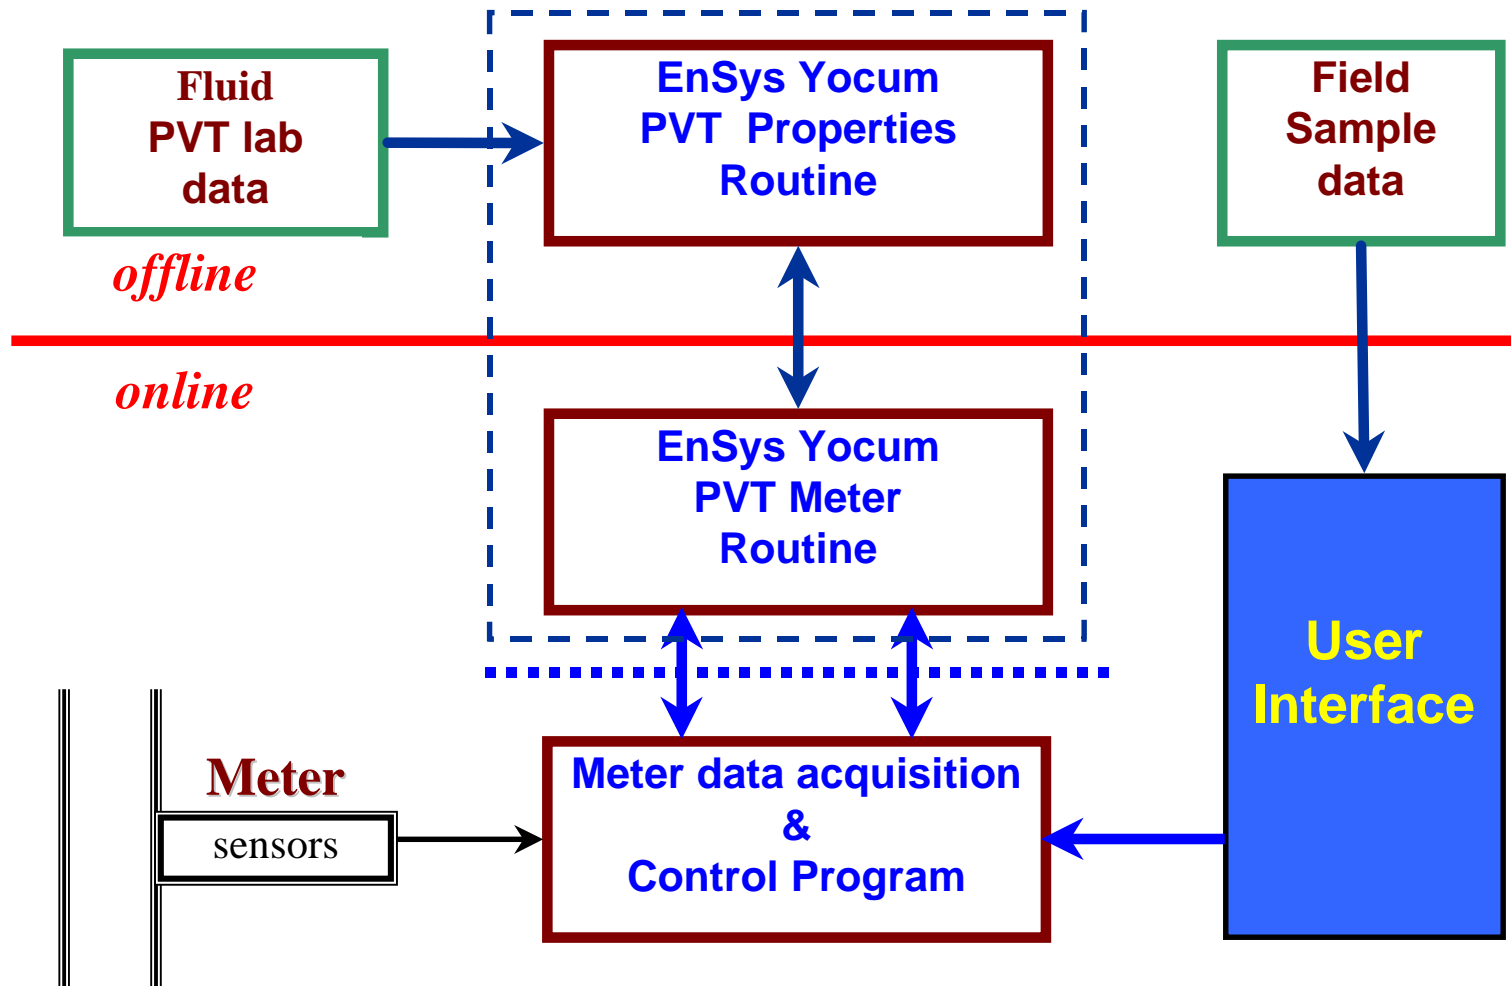 Fluid
PVT lab
data
EnSys Yocum
PVT Properties
Routine
Field
Sample
data
offline
online
EnSys Yocum
PVT Meter
Routine
User
Interface
Meter
sensors
Meter data acquisition
&
Control Program